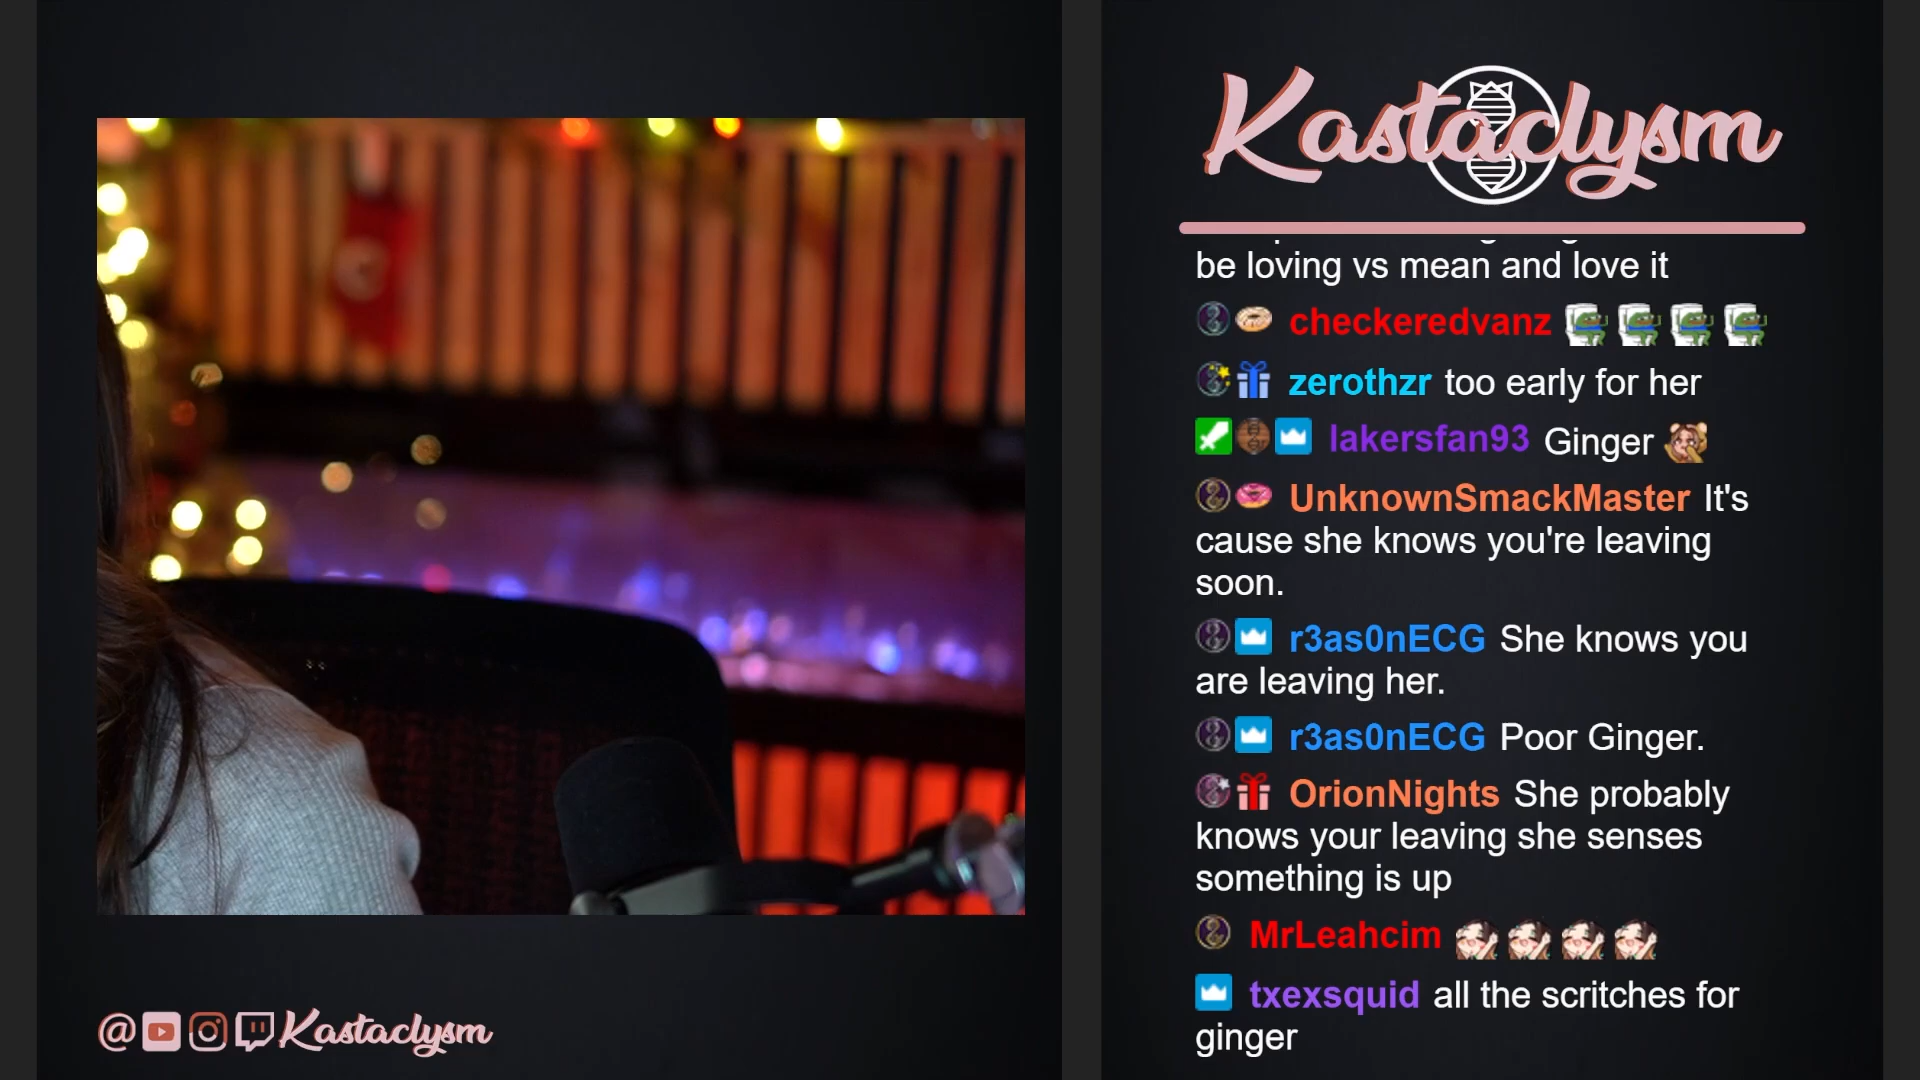 Kastaclysm
be loving vs mean and love it
checkeredvanz
zerothzr too early for her
lakersfan93 Ginger
UnknownSmackMaster It's
cause she knows you're leaving
soon.
r3as0nECG She knows you
are leaving her.
r3as0nECG Poor Ginger.
OrionNights She probably
knows your leaving she senses
something is up
MrLeahcim
txexsquid all the scritches for
ginger
@ Kastaclysm